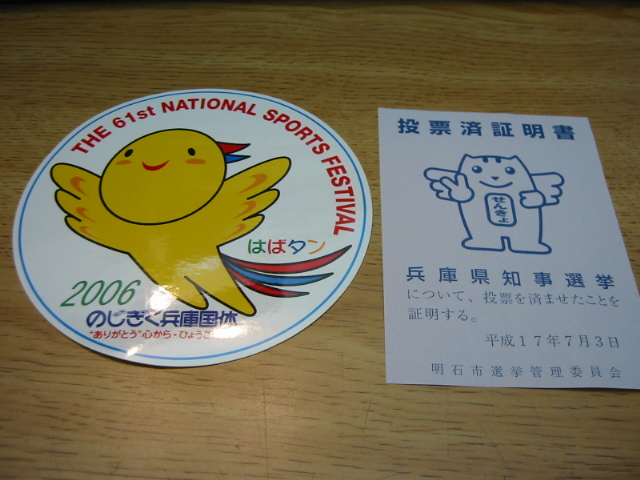 THE 61st NATIONAL SPORTS FESTIVAL
はばタン
2006
のじぎく兵庫国体
"ありがとう"心から・ひょうご
投票済証明書
せんきょ
兵庫県知事選挙
について、投票を済ませたことを
証明する。
平成17年7月3日
明石市選挙管理委員会